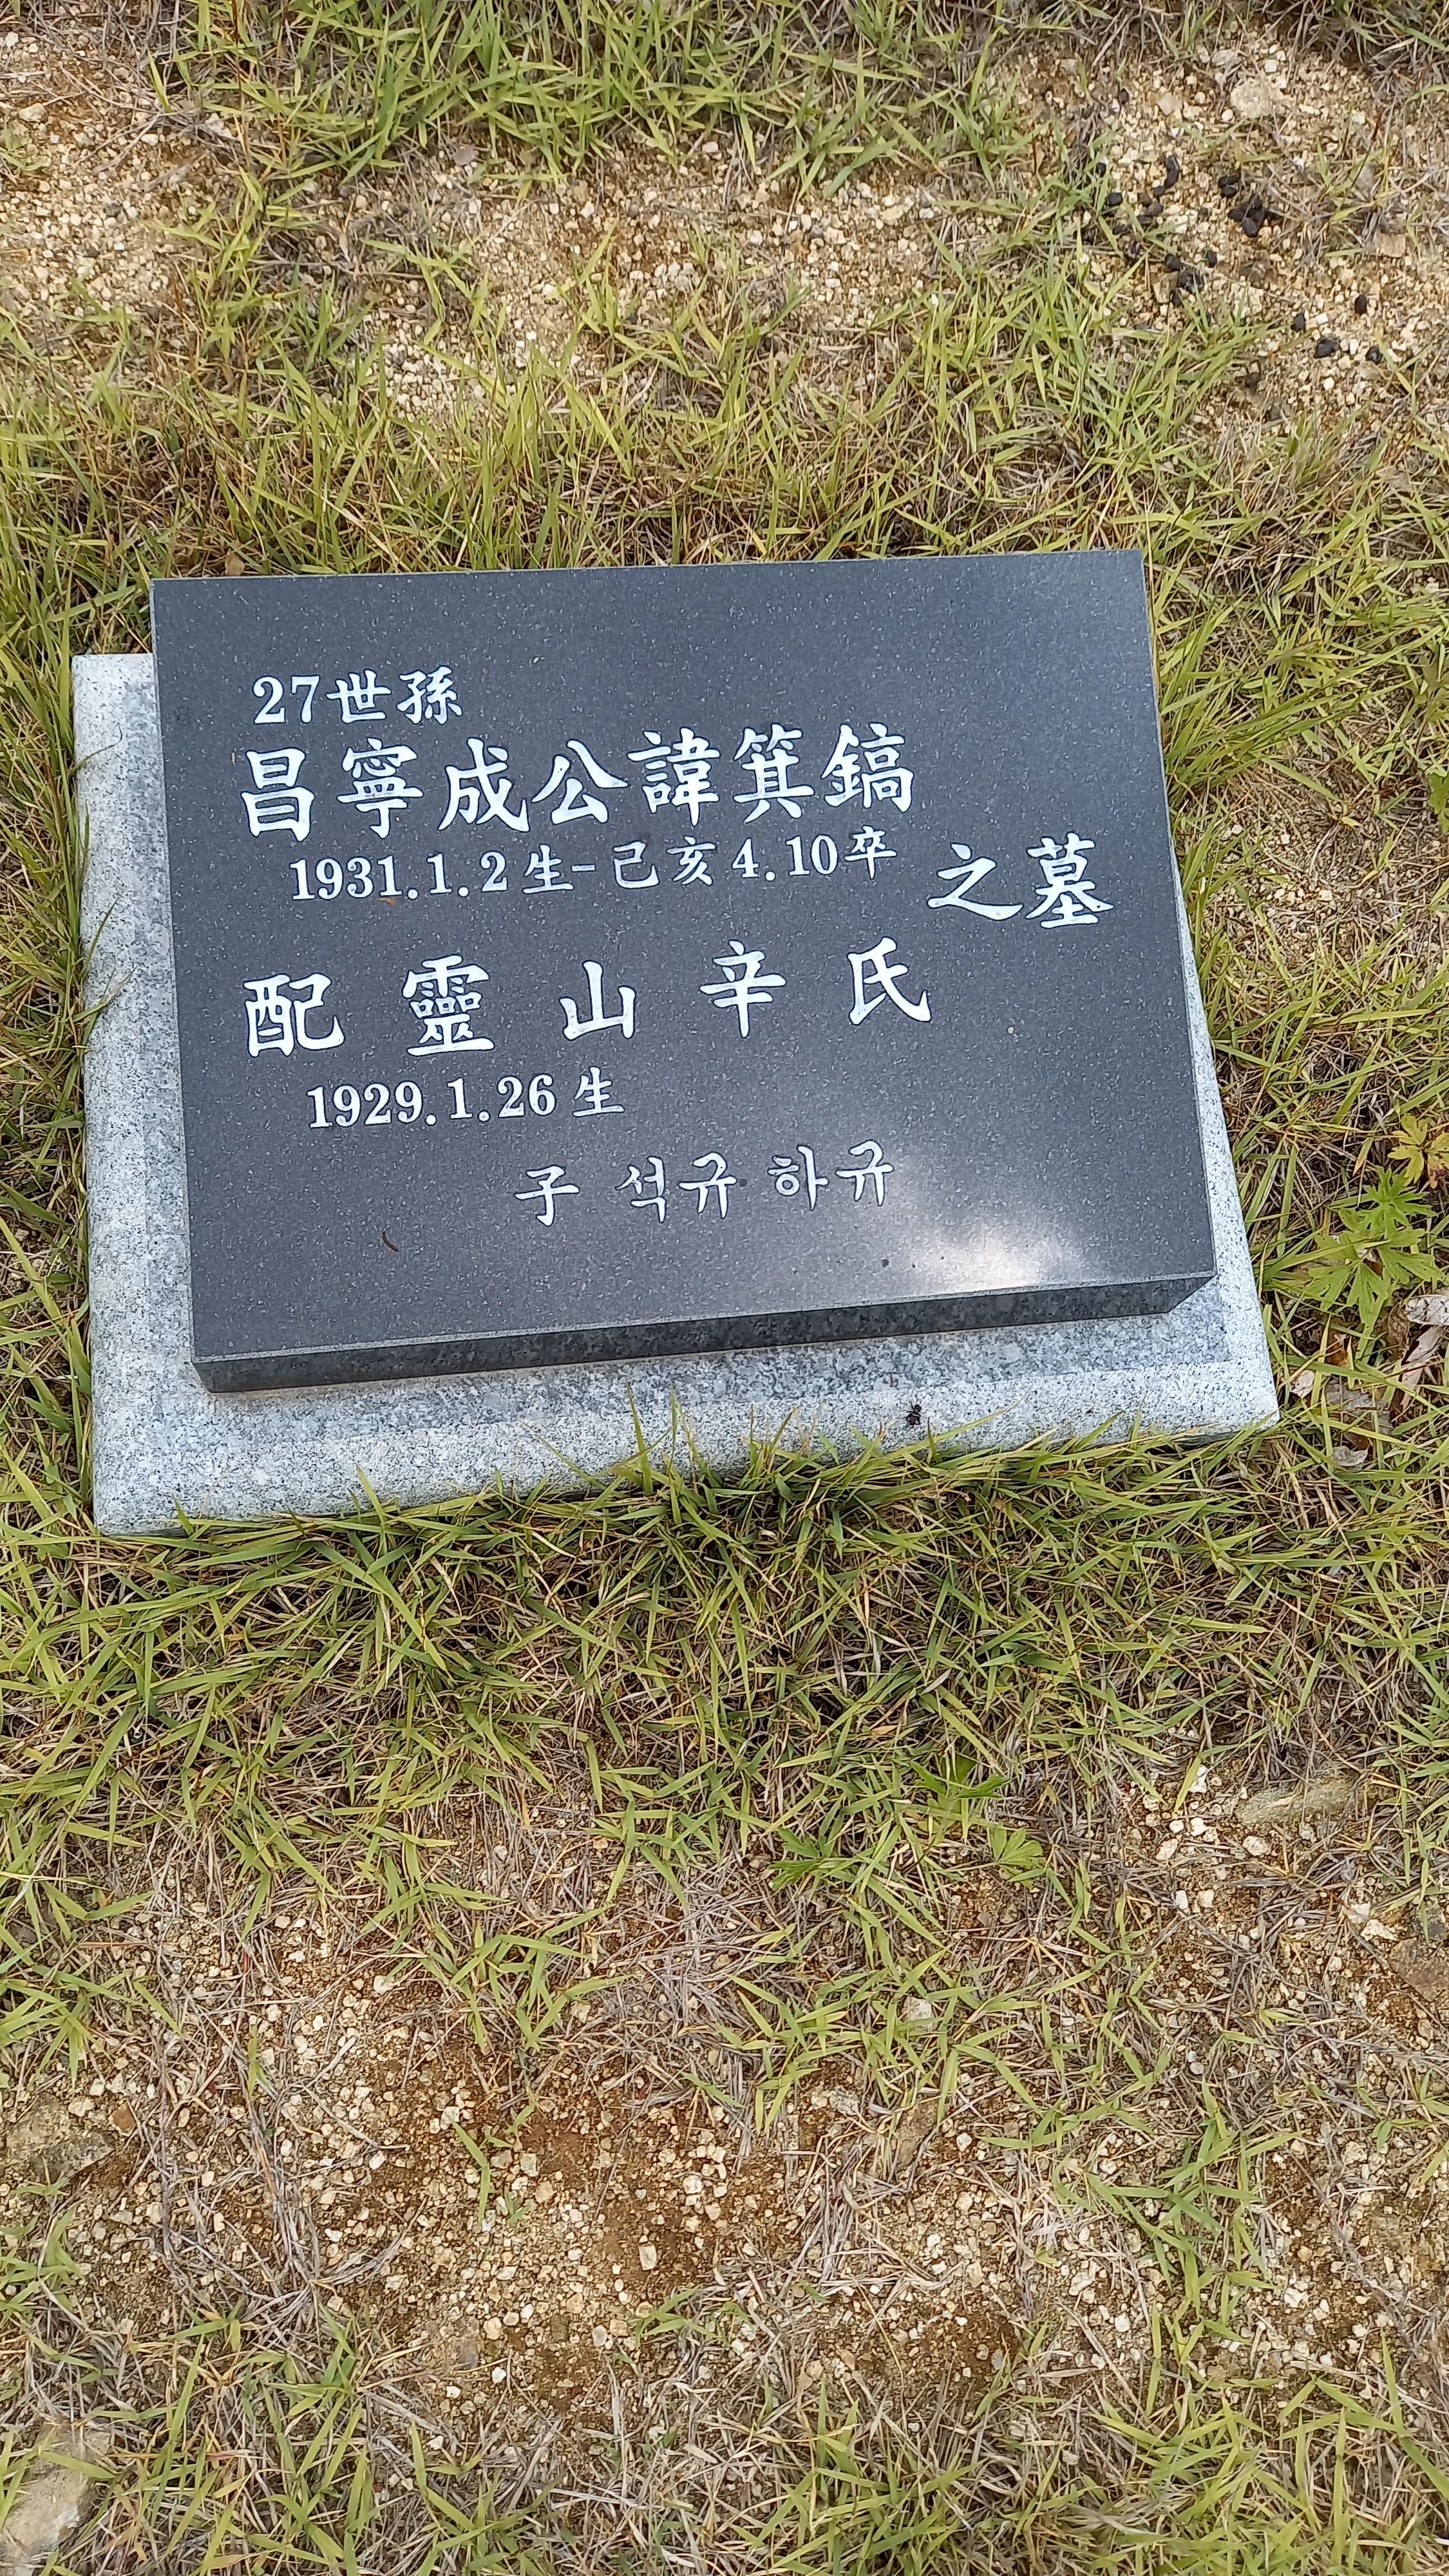 27世孫
昌寧成公諱箕鎬
1931.1.2生-己亥4.10卒
之墓
配靈山辛氏
1929.1.26生
子 석규 하규